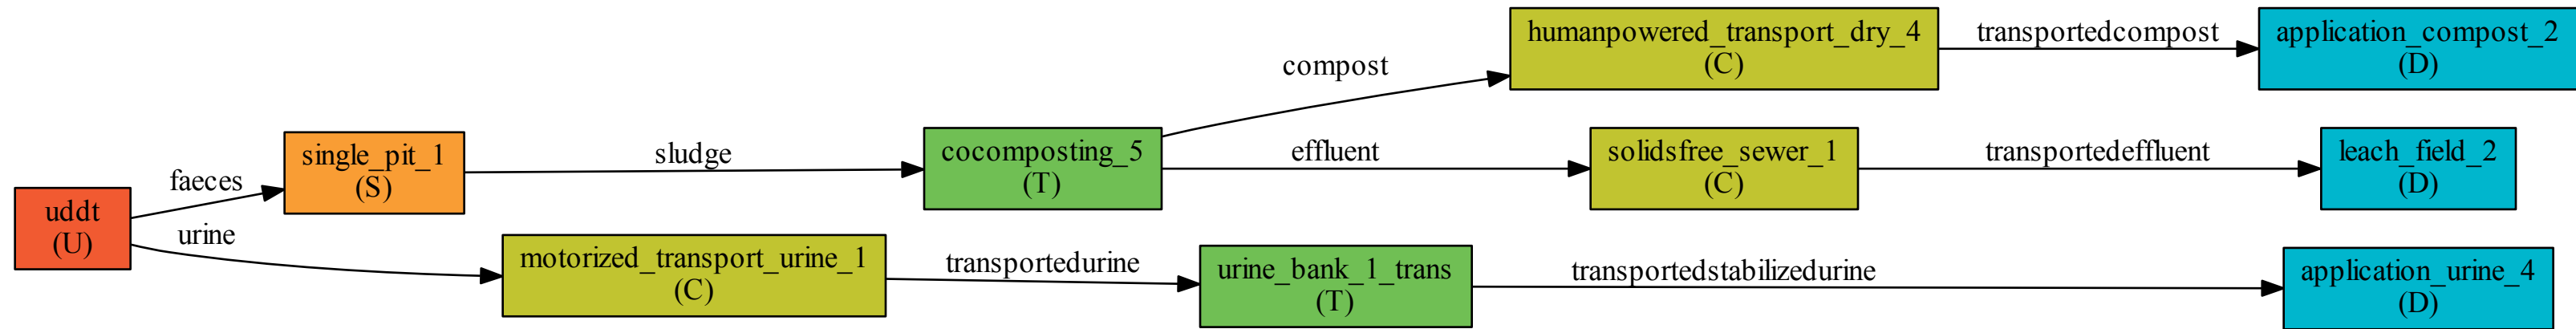 uddt
(U)
faeces
urine
single_pit_1
(S)
sludge
motorized_transport_urine_1
(C)
transportedurine
cocomposting_5
(T)
compost
effluent
urine_bank_1_trans
(T)
transportedstabilizedurine
humanpowered_transport_dry_4
(C)
transportedcompost
solidsfree_sewer_1
(C)
transportedeffluent
application_compost_2
(D)
leach_field_2
(D)
application_urine_4
(D)